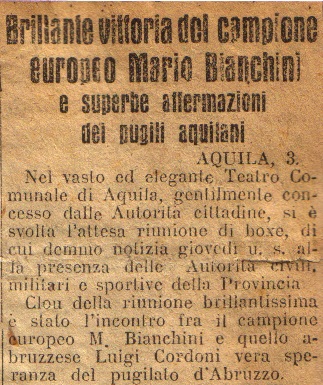 Brillante vittoria del campione
europeo Mario Bianchini
e superbe affermazioni
dei pugili aquilani
AQUILA, 3.
Nel vasto ed elegante Teatro Co-
munale di Aquila, gentilmente con-
cesso dalle Autorità cittadine, si è
svolta l'attesa riunione di boxe, di
cui demmo notizia giovedì u. s. al-
la presenza delle Autorità civili,
militari e sportive della Provincia
Clou della riunione brillantissima
è stato l'incontro fra il campione
europeo M. Bianchini e quello a-
bruzzese Luigi Cordoni vera spe-
ranza del pugilato d'Abruzzo.